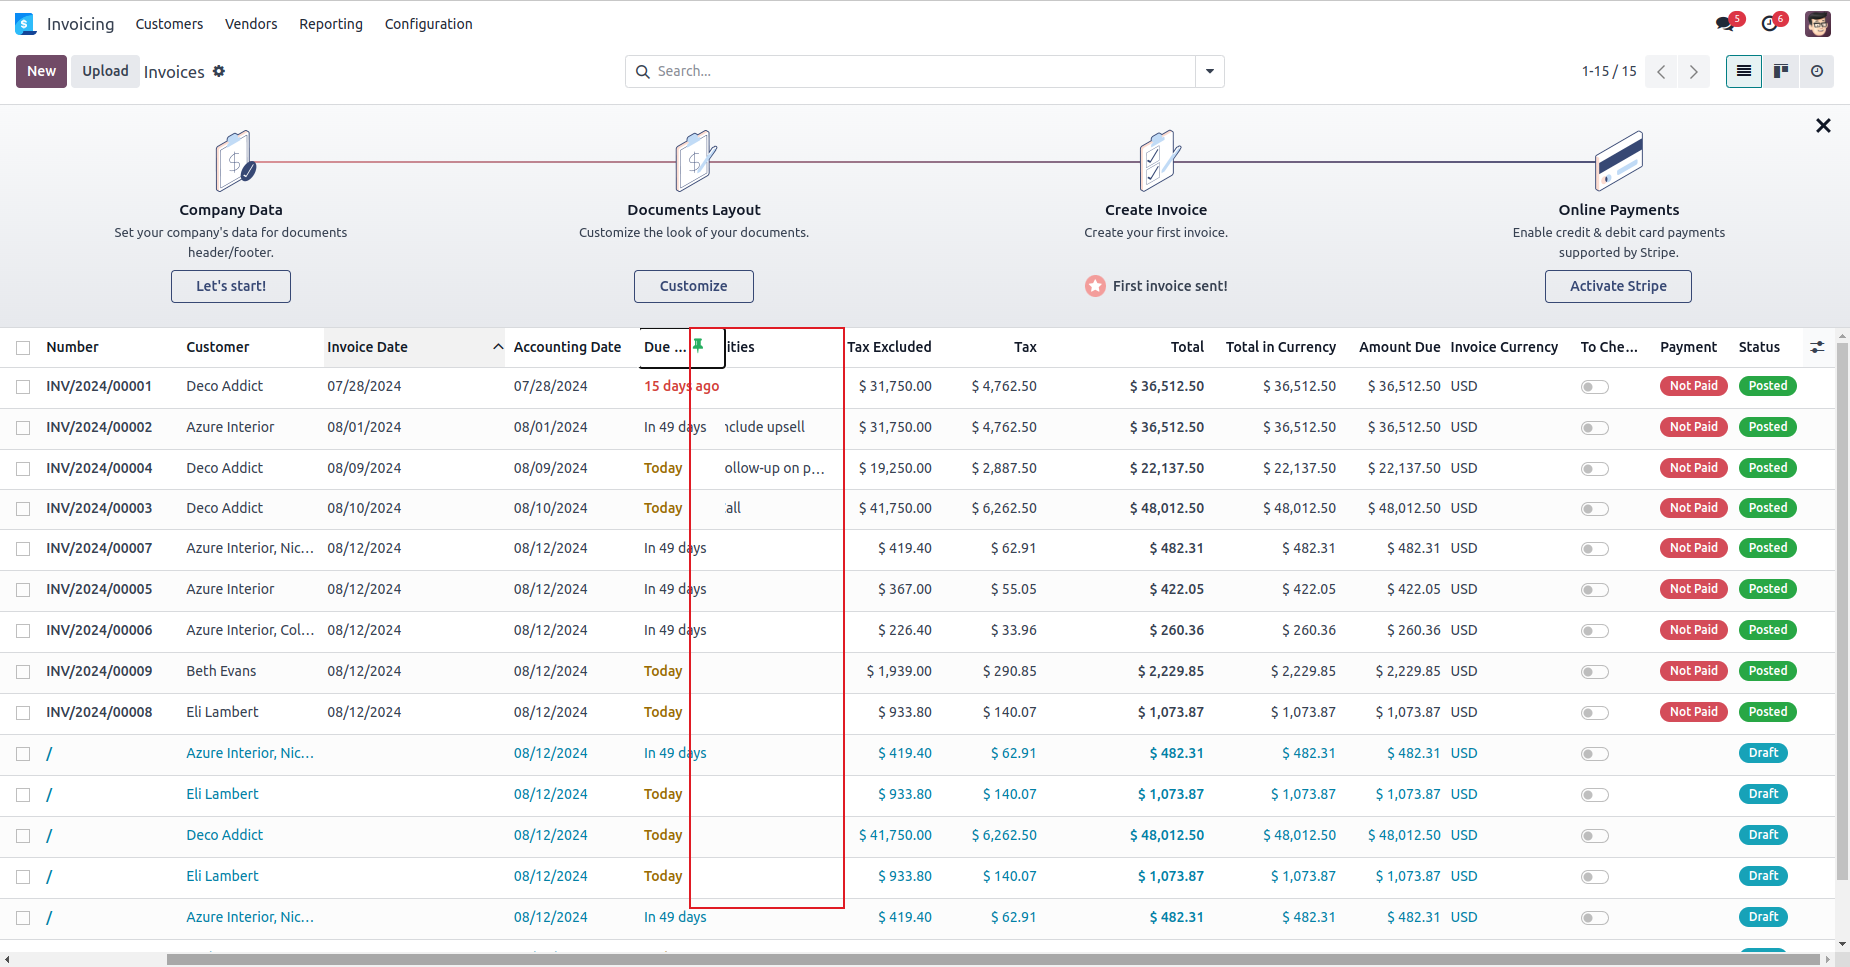 Invoicing Customers Vendors Reporting Configuration 5 6
New Upload Invoices Search... 1-15 / 15
Company Data
Set your company's data for documents
header/footer.
Let's start!
Documents Layout
Customize the look of your documents.
Customize
Create Invoice
Create your first invoice.
First invoice sent!
Online Payments
Enable credit & debit card payments
supported by Stripe.
Activate Stripe
Number Customer Invoice Date Accounting Date Due ... ities Tax Excluded Tax Total Total in Currency Amount Due Invoice Currency To Che... Payment Status
INV/2024/00001 Deco Addict 07/28/2024 07/28/2024 15 days ago $ 31,750.00 $ 4,762.50 $ 36,512.50 $ 36,512.50 $ 36,512.50 USD Not Paid Posted
INV/2024/00002 Azure Interior 08/01/2024 08/01/2024 In 49 days nclude upsell $ 31,750.00 $ 4,762.50 $ 36,512.50 $ 36,512.50 $ 36,512.50 USD Not Paid Posted
INV/2024/00004 Deco Addict 08/09/2024 08/09/2024 Today ollow-up on p... $ 19,250.00 $ 2,887.50 $ 22,137.50 $ 22,137.50 $ 22,137.50 USD Not Paid Posted
INV/2024/00003 Deco Addict 08/10/2024 08/10/2024 Today all $ 41,750.00 $ 6,262.50 $ 48,012.50 $ 48,012.50 $ 48,012.50 USD Not Paid Posted
INV/2024/00007 Azure Interior, Nic... 08/12/2024 08/12/2024 In 49 days $ 419.40 $ 62.91 $ 482.31 $ 482.31 $ 482.31 USD Not Paid Posted
INV/2024/00005 Azure Interior 08/12/2024 08/12/2024 In 49 days $ 367.00 $ 55.05 $ 422.05 $ 422.05 $ 422.05 USD Not Paid Posted
INV/2024/00006 Azure Interior, Col... 08/12/2024 08/12/2024 In 49 days $ 226.40 $ 33.96 $ 260.36 $ 260.36 $ 260.36 USD Not Paid Posted
INV/2024/00009 Beth Evans 08/12/2024 08/12/2024 Today $ 1,939.00 $ 290.85 $ 2,229.85 $ 2,229.85 $ 2,229.85 USD Not Paid Posted
INV/2024/00008 Eli Lambert 08/12/2024 08/12/2024 Today $ 933.80 $ 140.07 $ 1,073.87 $ 1,073.87 $ 1,073.87 USD Not Paid Posted
/ Azure Interior, Nic... 08/12/2024 In 49 days $ 419.40 $ 62.91 $ 482.31 $ 482.31 $ 482.31 USD Draft
/ Eli Lambert 08/12/2024 Today $ 933.80 $ 140.07 $ 1,073.87 $ 1,073.87 $ 1,073.87 USD Draft
/ Deco Addict 08/12/2024 Today $ 41,750.00 $ 6,262.50 $ 48,012.50 $ 48,012.50 $ 48,012.50 USD Draft
/ Eli Lambert 08/12/2024 Today $ 933.80 $ 140.07 $ 1,073.87 $ 1,073.87 $ 1,073.87 USD Draft
/ Azure Interior, Nic... 08/12/2024 In 49 days $ 419.40 $ 62.91 $ 482.31 $ 482.31 $ 482.31 USD Draft